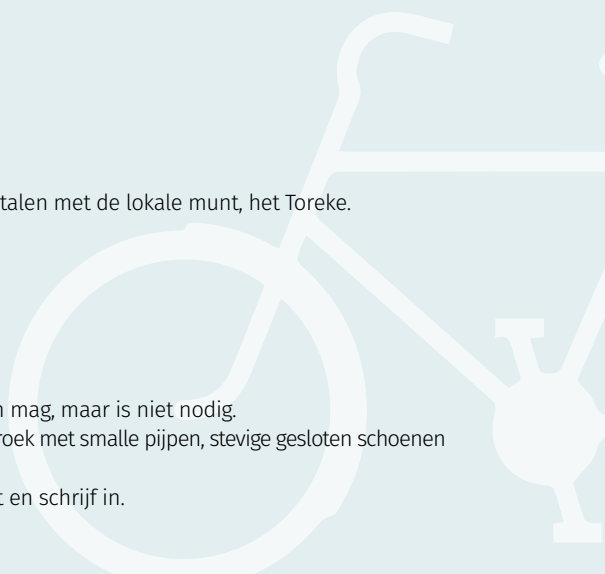 talen met de lokale munt, het Toreke.
n mag, maar is niet nodig.
roek met smalle pijpen, stevige gesloten schoenen
t en schrijf in.